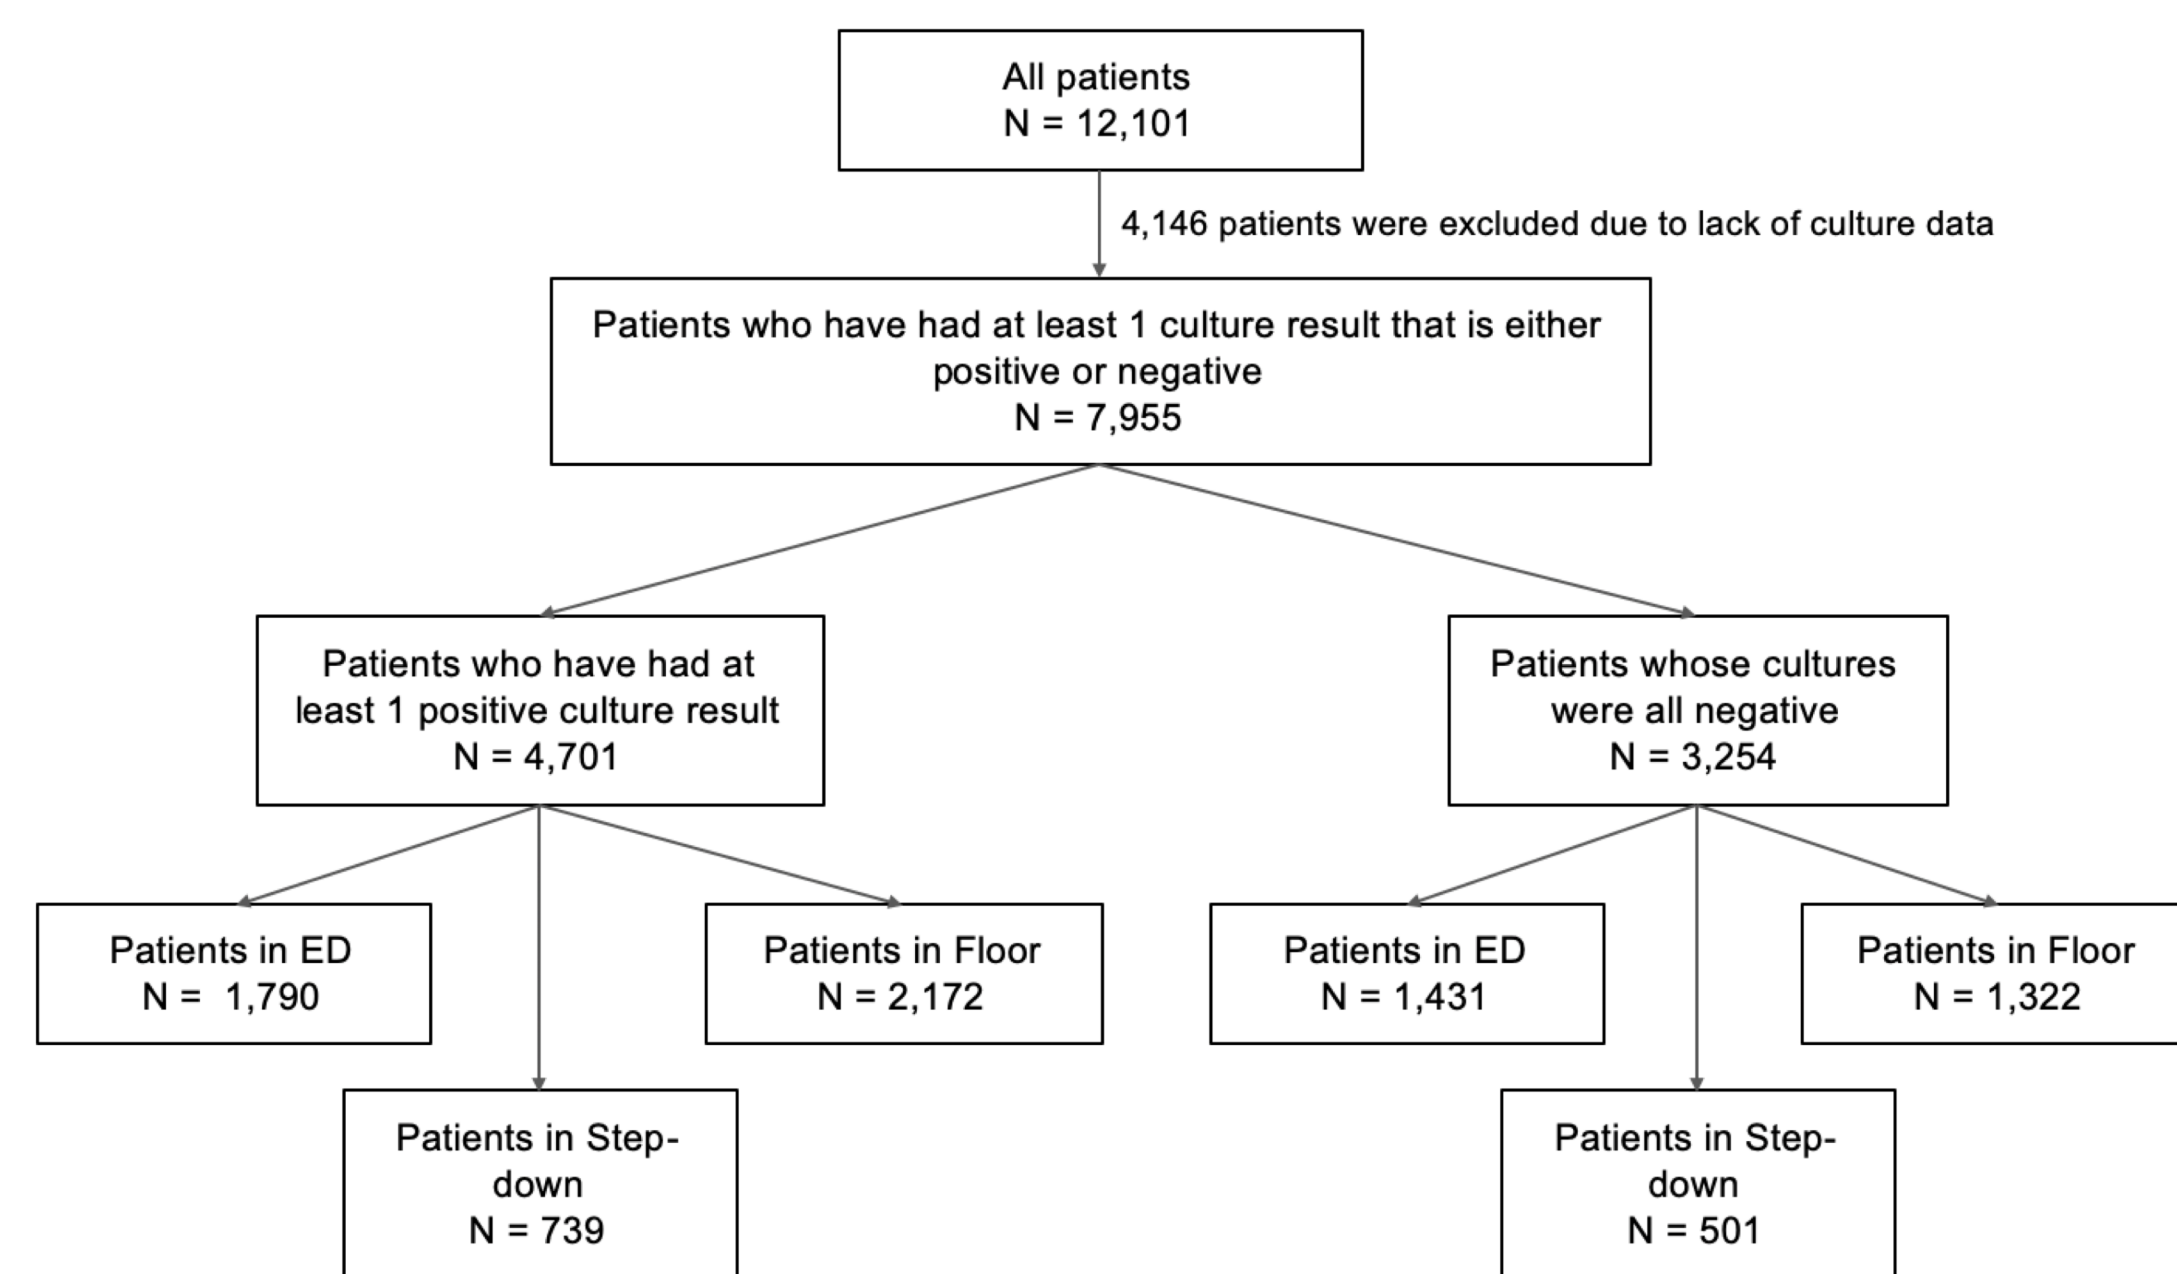 All patients
N = 12,101
4,146 patients were excluded due to lack of culture data
Patients who have had at least 1 culture result that is either
positive or negative
N = 7,955
Patients who have had at
least 1 positive culture result
N = 4,701
Patients whose cultures
were all negative
N = 3,254
Patients in ED
N =  1,790
Patients in Floor
N = 2,172
Patients in ED
N = 1,431
Patients in Floor
N = 1,322
Patients in Step-
down
N = 739
Patients in Step-
down
N = 501